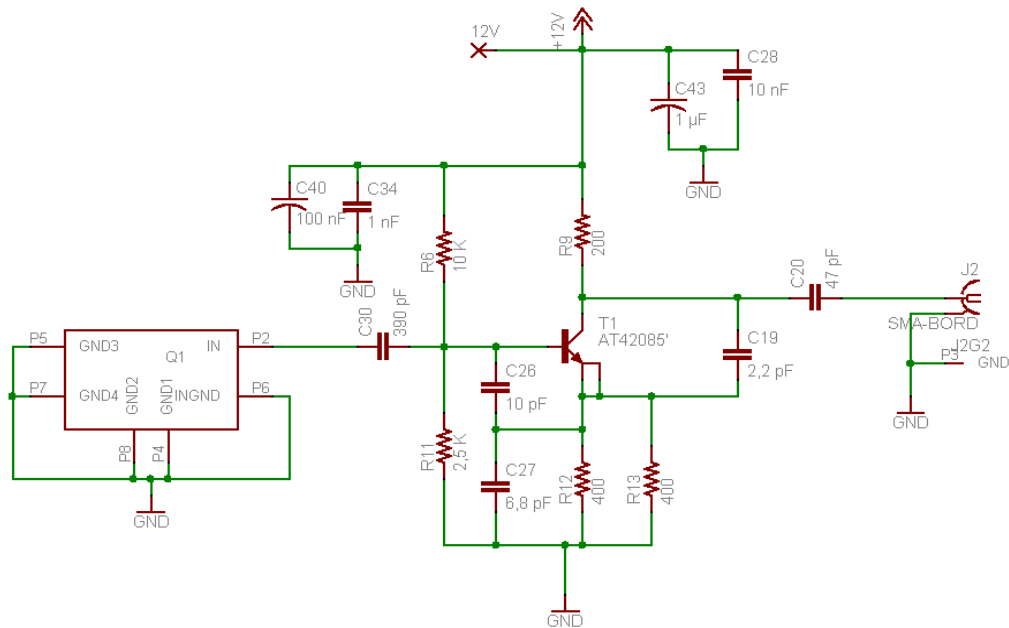 12V
+12V
C28
10 nF
C43
1 µF
GND
C40
100 nF
C34
1 nF
GND
R6
10 K
R9
200
C30
390 pF
C20
47 pF
J2
SMA-BORD
J2G2
P3
GND
GND
T1
AT42085'
C19
2,2 pF
P5
GND3
IN
P2
Q1
P7
GND4
GND2
GND1
INGND
P6
P8
P4
GND
C26
10 pF
R11
2,5 K
C27
6,8 pF
R12
400
R13
400
GND